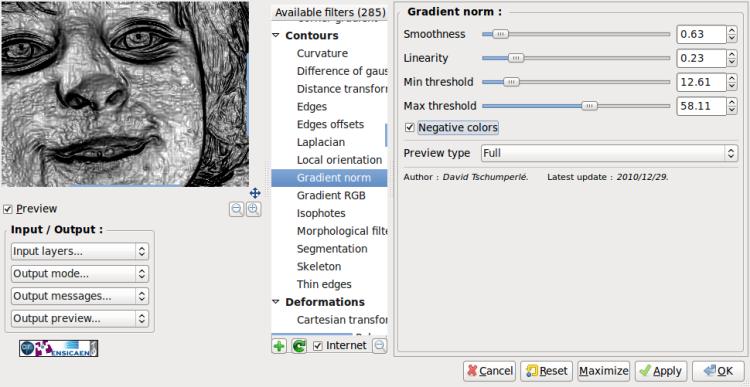 Preview
Input / Output :
Input layers...
Output mode...
Output messages...
Output preview...
ENSICAEN
Available filters (285)
Contours
Curvature
Difference of gaus
Distance transforr
Edges
Edges offsets
Laplacian
Local orientation
Gradient norm
Gradient RGB
Isophotes
Morphological filte
Segmentation
Skeleton
Thin edges
Deformations
Cartesian transfor
Internet
Gradient norm :
Smoothness 0.63
Linearity 0.23
Min threshold 12.61
Max threshold 58.11
Negative colors
Preview type Full
Author : David Tschumperlé. Latest update : 2010/12/29.
Cancel Reset Maximize Apply OK